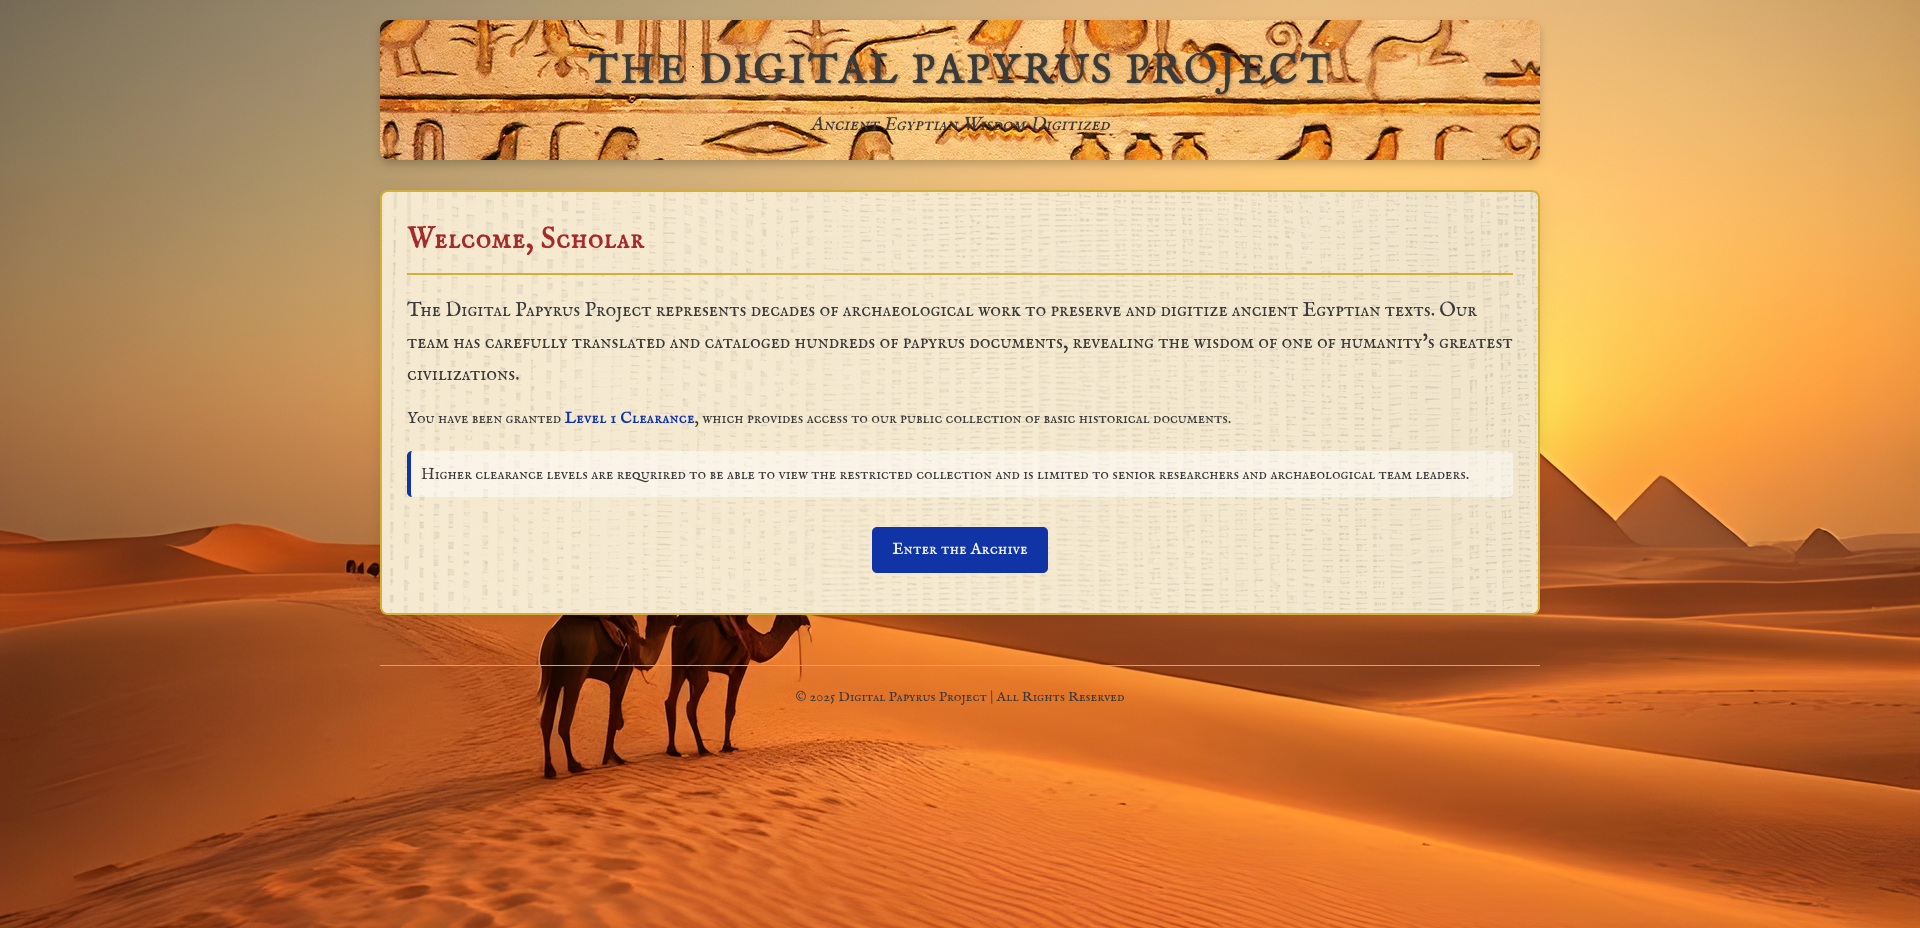 THE DIGITAL PAPYRUS PROJECT
Ancient Egyptian Wisdom Digitized
Welcome, Scholar
The Digital Papyrus Project represents decades of archaeological work to preserve and digitize ancient Egyptian texts. Our
team has carefully translated and cataloged hundreds of papyrus documents, revealing the wisdom of one of humanity's greatest
civilizations.
You have been granted Level 1 Clearance, which provides access to our public collection of basic historical documents.
Higher clearance levels are requrired to be able to view the restricted collection and is limited to senior researchers and archaeological team leaders.
Enter the Archive
© 2025 Digital Papyrus Project | All Rights Reserved